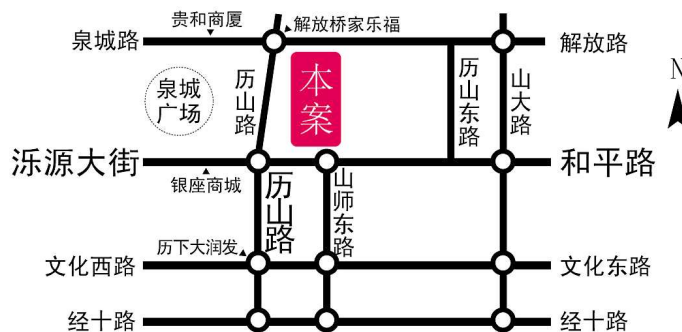 贵和商厦
解放桥家乐福
泉城路
解放路
泉城
广场
历山路
本案
历山东路
山大路
N
泺源大街
和平路
银座商城
历山路
山师东路
历下大润发
文化西路
文化东路
经十路
经十路